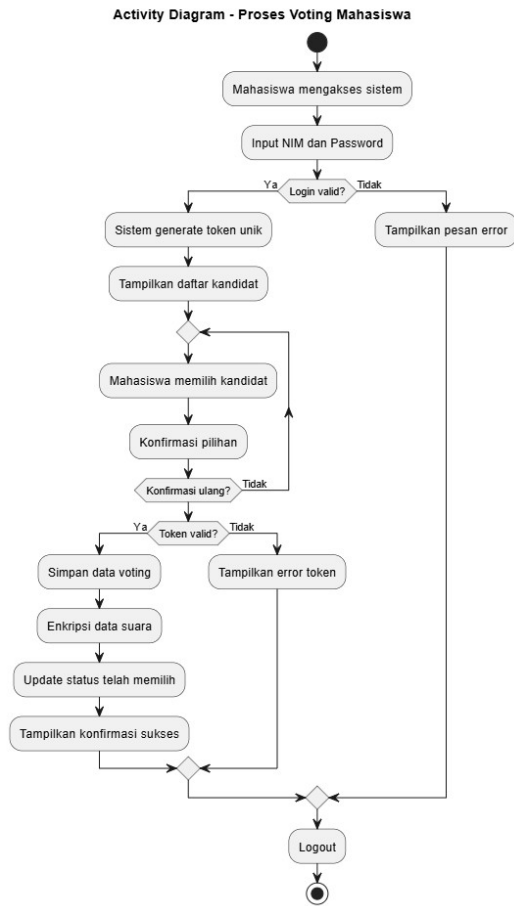 Activity Diagram - Proses Voting Mahasiswa
Mahasiswa mengakses sistem
Input NIM dan Password
Ya
Login valid?
Tidak
Sistem generate token unik
Tampilkan pesan error
Tampilkan daftar kandidat
Mahasiswa memilih kandidat
Konfirmasi pilihan
Konfirmasi ulang?
Tidak
Ya
Token valid?
Tidak
Simpan data voting
Tampilkan error token
Enkripsi data suara
Update status telah memilih
Tampilkan konfirmasi sukses
Logout